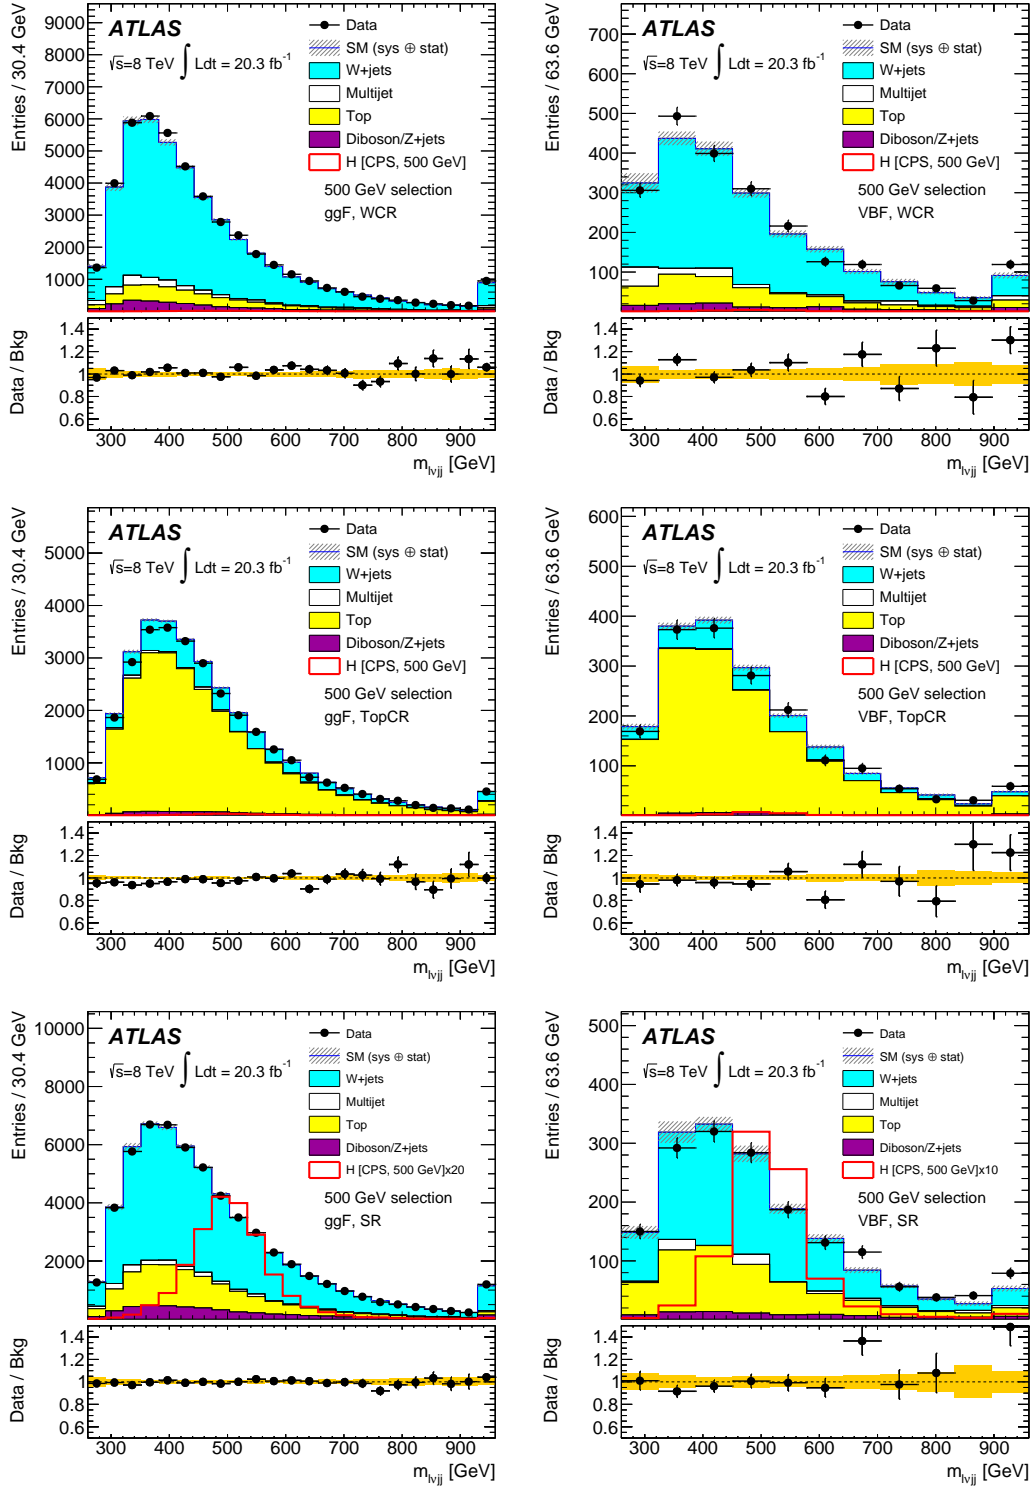 ATLAS
√s=8 TeV ∫ Ldt = 20.3 fb⁻¹
Data
SM (sys ⊕ stat)
W+jets
Multijet
Top
Diboson/Z+jets
H [CPS, 500 GeV]
500 GeV selection
ggF, WCR
Entries / 30.4 GeV
9000
8000
7000
6000
5000
4000
3000
2000
1000
Data / Bkg
1.4
1.2
1
0.8
0.6
300 400 500 600 700 800 900
m_lνjj [GeV]
ATLAS
√s=8 TeV ∫ Ldt = 20.3 fb⁻¹
Data
SM (sys ⊕ stat)
W+jets
Multijet
Top
Diboson/Z+jets
H [CPS, 500 GeV]
500 GeV selection
VBF, WCR
Entries / 63.6 GeV
700
600
500
400
300
200
100
Data / Bkg
1.4
1.2
1
0.8
0.6
300 400 500 600 700 800 900
m_lνjj [GeV]
ATLAS
√s=8 TeV ∫ Ldt = 20.3 fb⁻¹
Data
SM (sys ⊕ stat)
W+jets
Multijet
Top
Diboson/Z+jets
H [CPS, 500 GeV]
500 GeV selection
ggF, TopCR
Entries / 30.4 GeV
5000
4000
3000
2000
1000
Data / Bkg
1.4
1.2
1
0.8
0.6
300 400 500 600 700 800 900
m_lνjj [GeV]
ATLAS
√s=8 TeV ∫ Ldt = 20.3 fb⁻¹
Data
SM (sys ⊕ stat)
W+jets
Multijet
Top
Diboson/Z+jets
H [CPS, 500 GeV]
500 GeV selection
VBF, TopCR
Entries / 63.6 GeV
600
500
400
300
200
100
Data / Bkg
1.4
1.2
1
0.8
0.6
300 400 500 600 700 800 900
m_lνjj [GeV]
ATLAS
√s=8 TeV ∫ Ldt = 20.3 fb⁻¹
Data
SM (sys ⊕ stat)
W+jets
Multijet
Top
Diboson/Z+jets
H [CPS, 500 GeV]x20
500 GeV selection
ggF, SR
Entries / 30.4 GeV
10000
8000
6000
4000
2000
Data / Bkg
1.4
1.2
1
0.8
0.6
300 400 500 600 700 800 900
m_lνjj [GeV]
ATLAS
√s=8 TeV ∫ Ldt = 20.3 fb⁻¹
Data
SM (sys ⊕ stat)
W+jets
Multijet
Top
Diboson/Z+jets
H [CPS, 500 GeV]x10
500 GeV selection
VBF, SR
Entries / 63.6 GeV
500
400
300
200
100
Data / Bkg
1.4
1.2
1
0.8
0.6
300 400 500 600 700 800 900
m_lνjj [GeV]